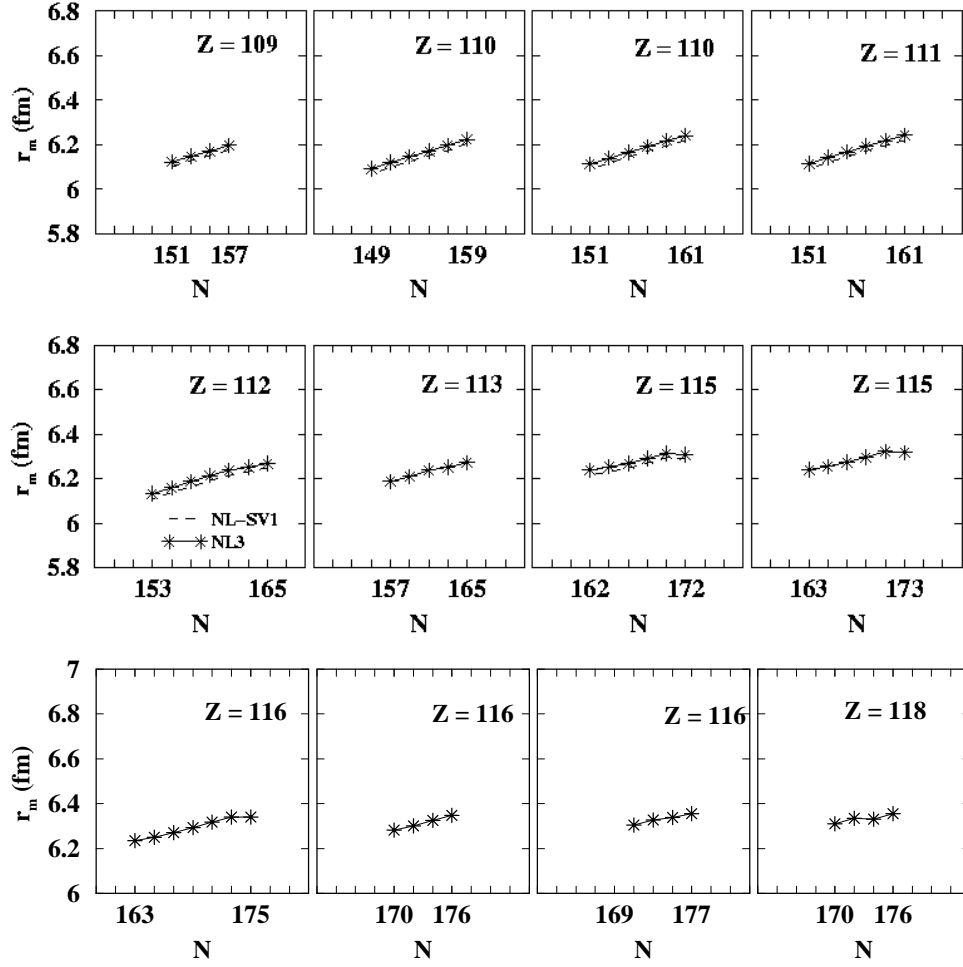 6.8
6.6
6.4
6.2
6
5.8
r_m (fm)
Z = 109
151 157
N
Z = 110
149 159
N
Z = 110
151 161
N
Z = 111
151 161
N
6.8
6.6
6.4
6.2
6
5.8
r_m (fm)
Z = 112
NL-SV1
NL3
153 165
N
Z = 113
157 165
N
Z = 115
162 172
N
Z = 115
163 173
N
7
6.8
6.6
6.4
6.2
6
r_m (fm)
Z = 116
163 175
N
Z = 116
170 176
N
Z = 116
169 177
N
Z = 118
170 176
N